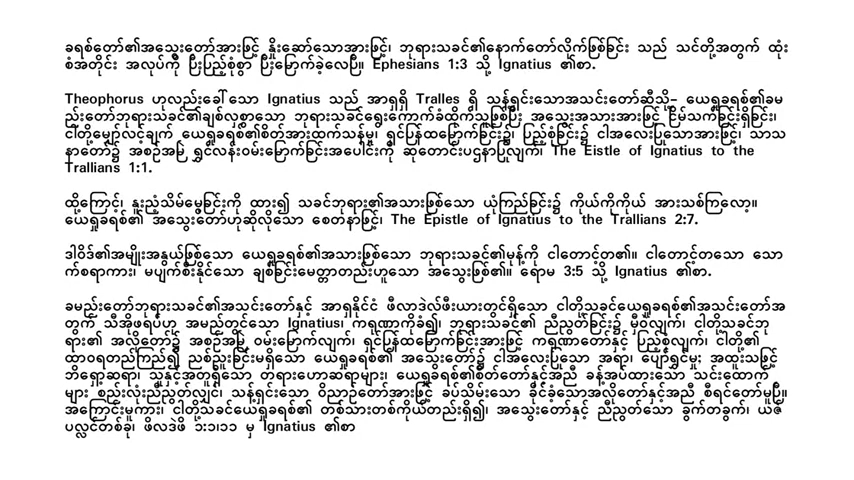 ခရစ်တော်၏အသွေးတော်အားဖြင့် နှိုးဆော်သောအားဖြင့်၊ ဘုရားသခင်၏နောက်တော်လိုက်ဖြစ်ခြင်း သည် သင်တို့အတွက် ထုံး
စံအတိုင်း အလုပ်ကို ပြီးပြည့်စုံစွာ ပြီးမြောက်ခဲ့လေပြီ။ Ephesians 1:3 သို့ Ignatius ၏စာ.
Theophorus ဟုလည်းခေါ်သော Ignatius သည် အာရှရှိ Tralles ရှိ သန့်ရှင်းသောအသင်းတော်ဆီသို့– ယေရှုခရစ်၏ခမ
ည်းတော်ဘုရားသခင်၏ချစ်လှစွာသော ဘုရားသခင်ရွေးကောက်ခံထိုက်သူဖြစ်ပြီး အသွေးအသားအားဖြင့် ငြိမ်သက်ခြင်းရှိခြင်း၊
ငါတို့မျှော်လင့်ချက် ယေရှုခရစ်၏စိတ်အားထက်သန်မှု၊ ရှင်ပြန်ထမြောက်ခြင်း၌၊ ပြည့်စုံခြင်း၌ ငါအလေးပြုသောအားဖြင့်၊ သာသ
နာတော်၌ အစဉ်အမြဲ ရွှင်လန်းဝမ်းမြောက်ခြင်းအပေါင်းကို ဆုတောင်းပဌနာပြုလျက်၊ The Eistle of Ignatius to the
Trallians 1:1.
ထို့ကြောင့်၊ နူးညံ့သိမ်မွေ့ခြင်းကို ထား၍ သခင်ဘုရား၏အသားဖြစ်သော ယုံကြည်ခြင်း၌ ကိုယ်ကိုကိုယ် အားသစ်ကြလော့။
ယေရှုခရစ်၏ အသွေးတော်ဟုဆိုလိုသော စေတနာဖြင့်၊ The Epistle of Ignatius to the Trallians 2:7.
ဒါဝိဒ်၏အမျိုးအနွယ်ဖြစ်သော ယေရှုခရစ်၏အသားဖြစ်သော ဘုရားသခင်၏မုန့်ကို ငါတောင့်တ၏။ ငါတောင့်တသော သော
က်စရာကား၊ မပျက်စီးနိုင်သော ချစ်ခြင်းမေတ္တာတည်းဟူသော အသွေးဖြစ်၏။ ရောမ 3:5 သို့ Ignatius ၏စာ.
ခမည်းတော်ဘုရားသခင်၏အသင်းတော်နှင့် အာရှနိုင်ငံ ဖီလာဒဲလ်ဖီးယားတွင်ရှိသော ငါတို့သခင်ယေရှုခရစ်၏အသင်းတော်အ
တွက် သီအိုဖရပ်ဟု အမည်တွင်သော Ignatius၊ ကရုဏာကိုခံ၍၊ ဘုရားသခင်၏ ညီညွတ်ခြင်း၌ မှီဝဲလျက်၊ ငါတို့သခင်ဘု
ရား၏ အလိုတော်၌ အစဉ်အမြဲ ဝမ်းမြောက်လျက်၊ ရှင်ပြန်ထမြောက်ခြင်းအားဖြင့် ကရုဏာတော်နှင့် ပြည့်စုံလျက်၊ ငါတို့၏
ထာဝရတည်ကြည်၍ ညစ်ညူးခြင်းမရှိသော ယေရှုခရစ်၏ အသွေးတော်၌ ငါအလေးပြုသော အရာ၊ ပျော်ရွှင်မှု; အထူးသဖြင့်
ဘိရှော့ဆရာ၊ သူနှင့်အတူရှိသော တရားဟောဆရာများ၊ ယေရှုခရစ်၏စိတ်တော်နှင့်အညီ ခန့်အပ်ထားသော သင်းထောက်
များ စည်းလုံးညီညွတ်လျှင်၊ သန့်ရှင်းသော ဝိညာဉ်တော်အားဖြင့် ခပ်သိမ်းသော ခိုင်ခံ့သောအလိုတော်နှင့်အညီ စီရင်တော်မူပြီ။
အကြောင်းမူကား၊ ငါတို့သခင်ယေရှုခရစ်၏ တစ်သားတစ်ကိုယ်တည်းရှိ၍၊ အသွေးတော်နှင့် ညီညွတ်သော ခွက်တခွက်၊ ယဇ်
ပလ္လင်တစ်ခု၊ ဖိလဒဖိ ၁:၁၊၁၁ မှ Ignatius ၏စာ